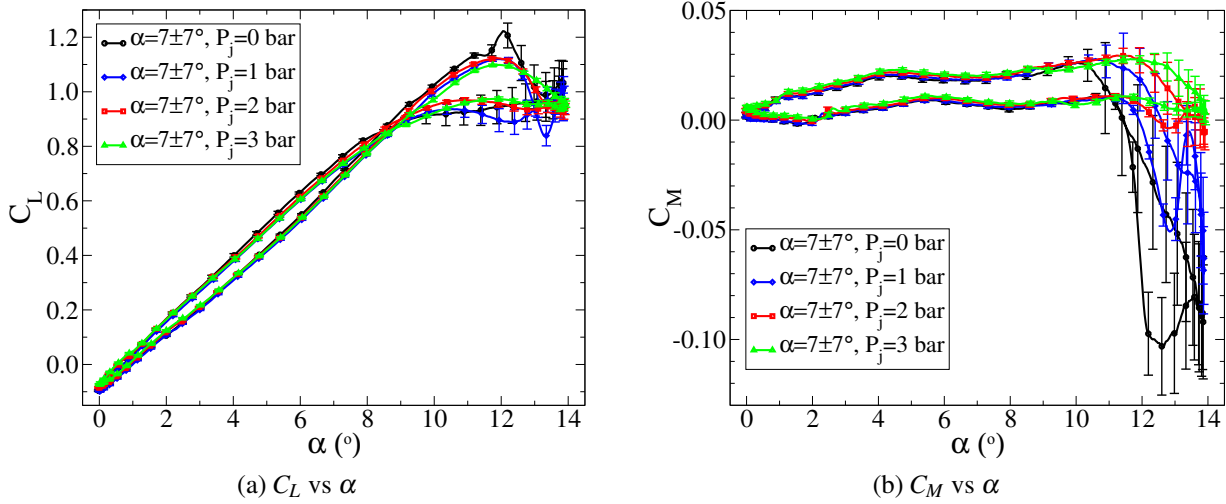 1.2
1.0
0.8
0.6
0.4
0.2
0.0
C_L
α=7±7°, P_j=0 bar
α=7±7°, P_j=1 bar
α=7±7°, P_j=2 bar
α=7±7°, P_j=3 bar
0 2 4 6 8 10 12 14
α (°)
(a) C_L vs α
0.05
0.00
-0.05
-0.10
C_M
α=7±7°, P_j=0 bar
α=7±7°, P_j=1 bar
α=7±7°, P_j=2 bar
α=7±7°, P_j=3 bar
0 2 4 6 8 10 12 14
α (°)
(b) C_M vs α